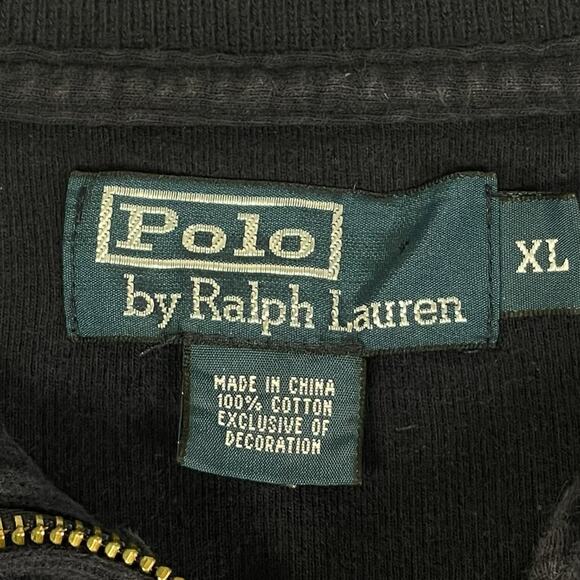 Polo
by Ralph Lauren
XL
MADE IN CHINA
100% COTTON
EXCLUSIVE OF
DECORATION